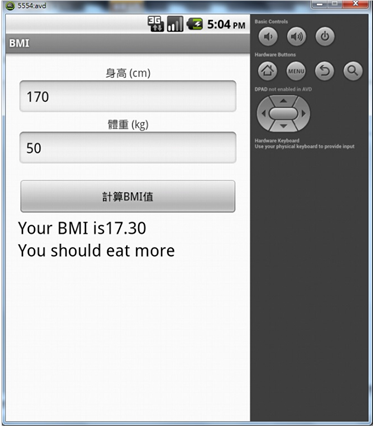 5554:avd
3G 5:04 PM
BMI
身高 (cm)
170
體重 (kg)
50
計算BMI值
Your BMI is17.30
You should eat more
Basic Controls
Hardware Buttons
MENU
DPAD not enabled in AVD
Hardware Keyboard
Use your physical keyboard to provide input